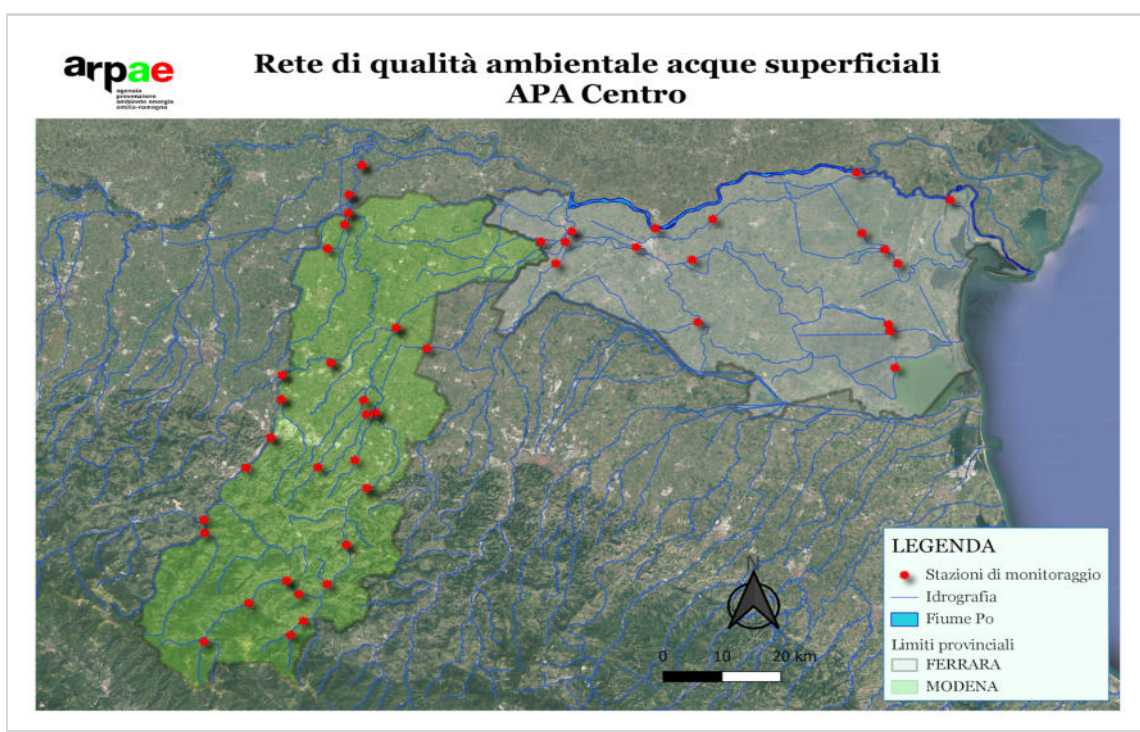 Rete di qualità ambientale acque superficiali
APA Centro
arpae
agenzia
prevenzione
ambiente energia
emilia-romagna
N
0 10 20 km
LEGENDA
Stazioni di monitoraggio
Idrografia
Fiume Po
Limiti provinciali
FERRARA
MODENA